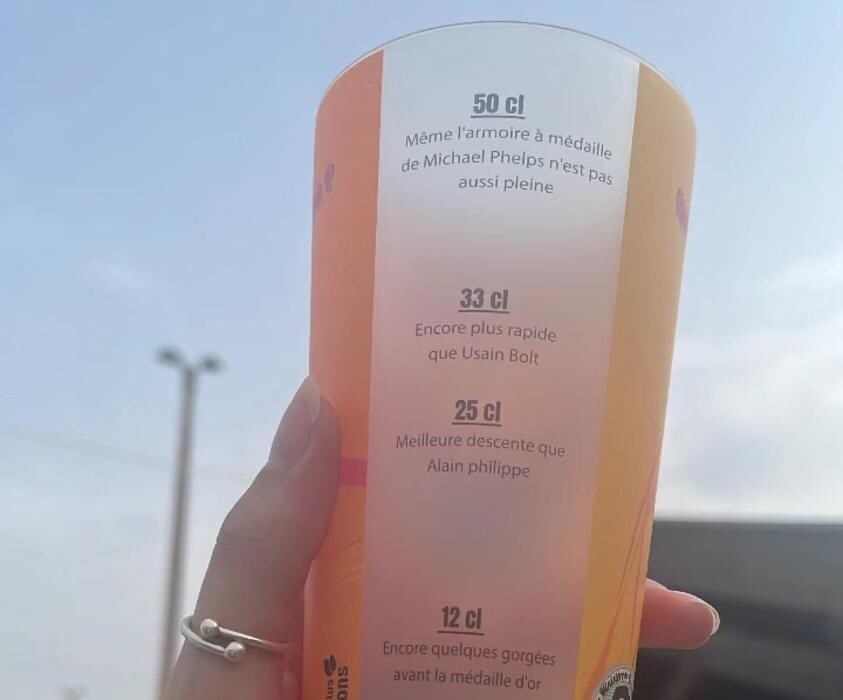 50 cl
Même l'armoire à médaille
de Michael Phelps n'est pas
aussi pleine
33 cl
Encore plus rapide
que Usain Bolt
25 cl
Meilleure descente que
Alain philippe
12 cl
Encore quelques gorgées
avant la médaille d'or